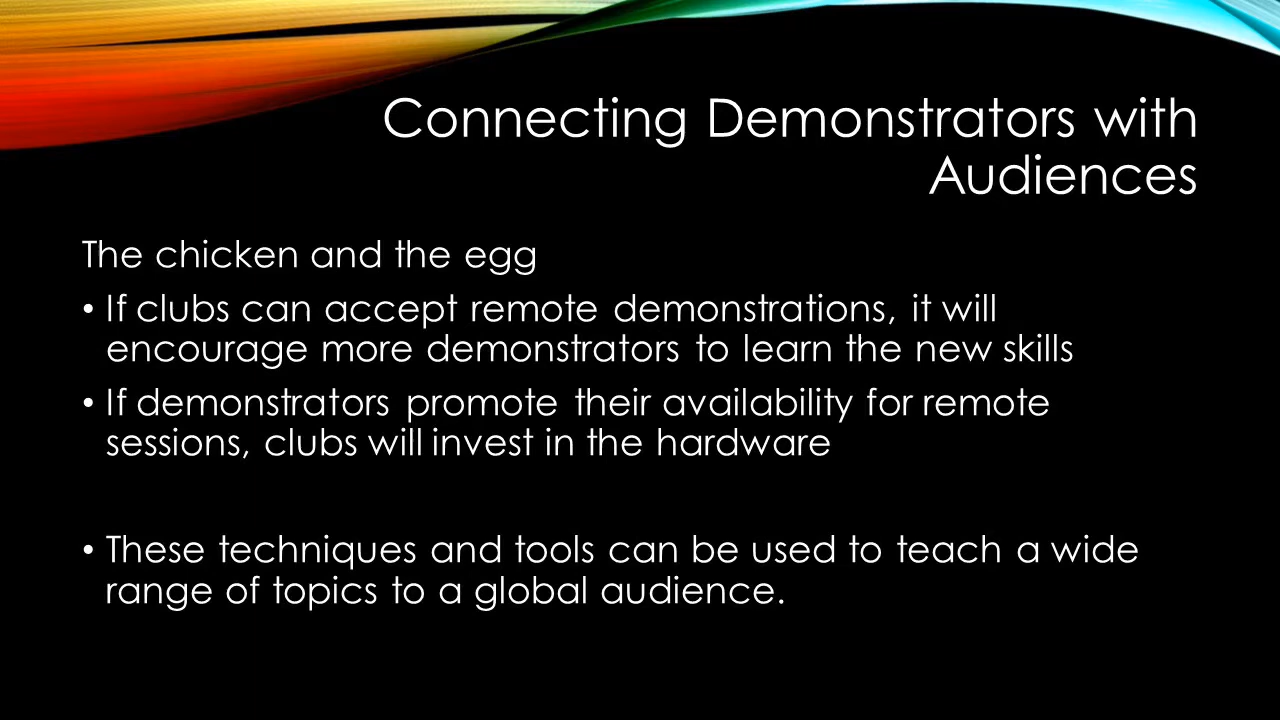 Connecting Demonstrators with
Audiences
The chicken and the egg
• If clubs can accept remote demonstrations, it will
encourage more demonstrators to learn the new skills
• If demonstrators promote their availability for remote
sessions, clubs will invest in the hardware
• These techniques and tools can be used to teach a wide
range of topics to a global audience.